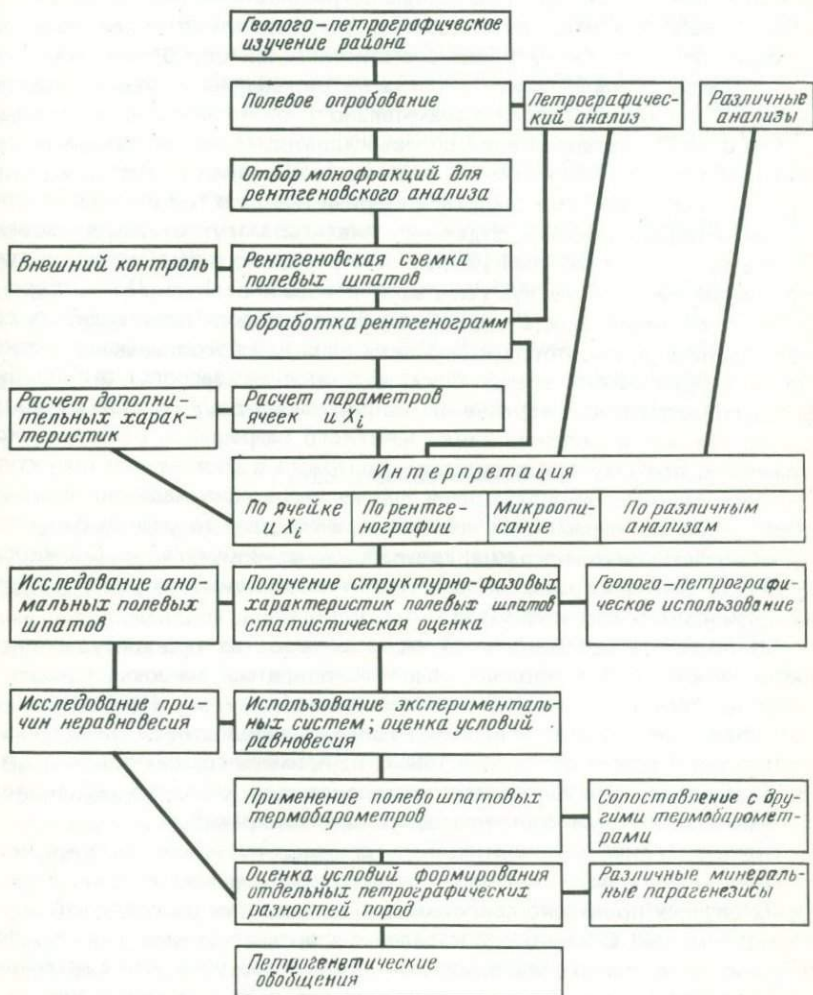 Геолого-петрографическое
изучение района
Полевое опробование
Петрографичес-
кий анализ
Различные
анализы
Отбор монофракций для
рентгеновского анализа
Внешний контроль
Рентгеновская съемка
полевых шпатов
Обработка рентгенограмм
Расчет дополни-
тельных харак-
теристик
Расчет параметров
ячеек и Xi
Интерпретация
По ячейке
и Xi
По рентге-
нографии
Микроопи-
сание
По различным
анализам
Исследование ано-
мальных полевых
шпатов
Получение структурно-фазовых
характеристик полевых шпатов
статистическая оценка
Геолого-петрографи-
ческое использование
Исследование при-
чин неравновесия
Использование эксперименталь-
ных систем; оценка условий
равновесия
Применение полевошпатовых
термобарометров
Сопоставление с дру-
гими термобаромет-
рами
Оценка условий формирования
отдельных петрографических
разностей пород
Различные минераль-
ные парагенезисы
Петрогенетические
обобщения